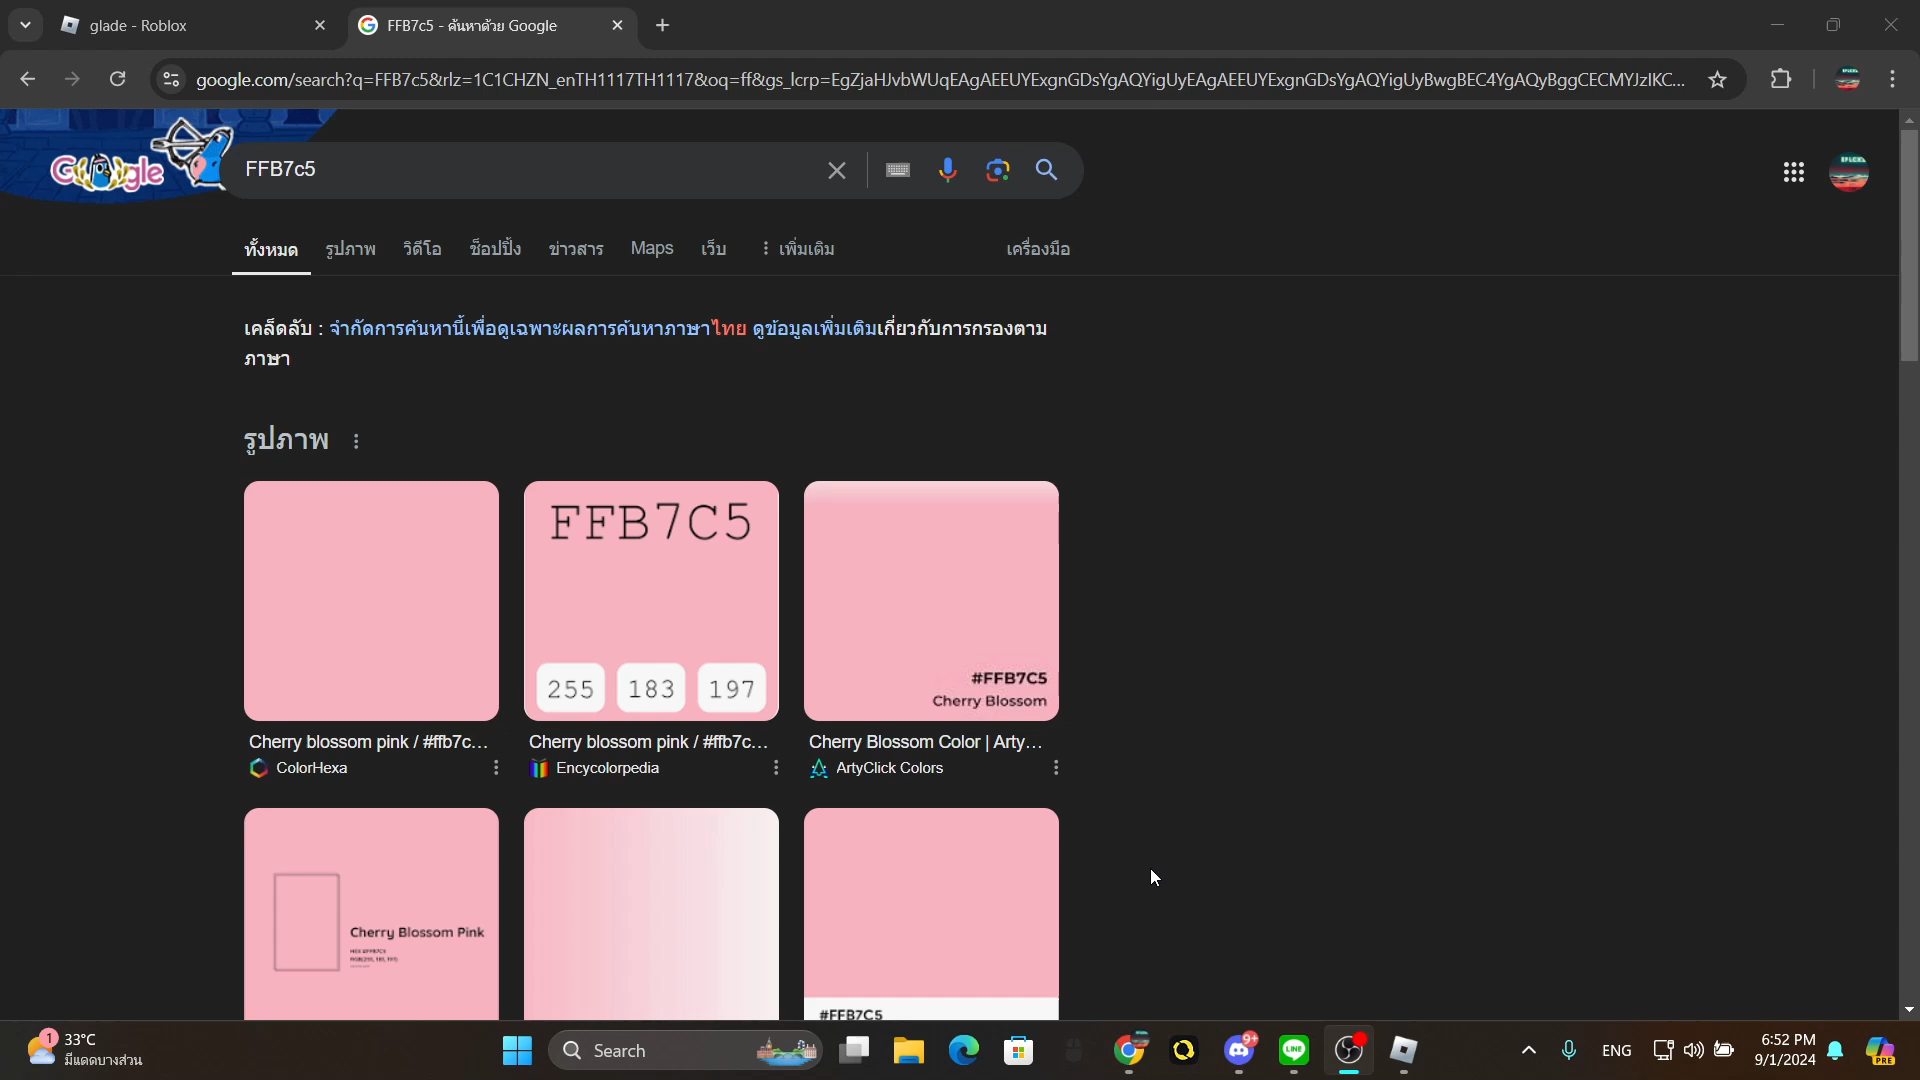 glade - Roblox
FFB7c5 - ค้นหาด้วย Google
google.com/search?q=FFB7c5&rlz=1C1CHZN_enTH1117TH1117&oq=ff&gs_lcrp=EgZjaHJvbWUqEAgAEEUYExgnGDsYgAQYigUyEAgAEEUYExgnGDsYgAQYigUyBwgBEC4YgAQyBggCECMYJzIKC...
Google
FFB7c5
ทั้งหมด
รูปภาพ
วิดีโอ
ช็อปปิ้ง
ข่าวสาร
Maps
เว็บ
เพิ่มเติม
เครื่องมือ
เคล็ดลับ : จำกัดการค้นหานี้เพื่อดูเฉพาะผลการค้นหาภาษาไทย ดูข้อมูลเพิ่มเติมเกี่ยวกับการกรองตาม
ภาษา
รูปภาพ
FFB7C5
255 183 197
#FFB7C5
Cherry Blossom
Cherry blossom pink / #ffb7c...
ColorHexa
Cherry blossom pink / #ffb7c...
Encycolorpedia
Cherry Blossom Color | Arty...
ArtyClick Colors
Cherry Blossom Pink
#FFB7C5
1
33°C
มีแดดบางส่วน
Search
9+
LINE
ENG
6:52 PM
9/1/2024
PRE